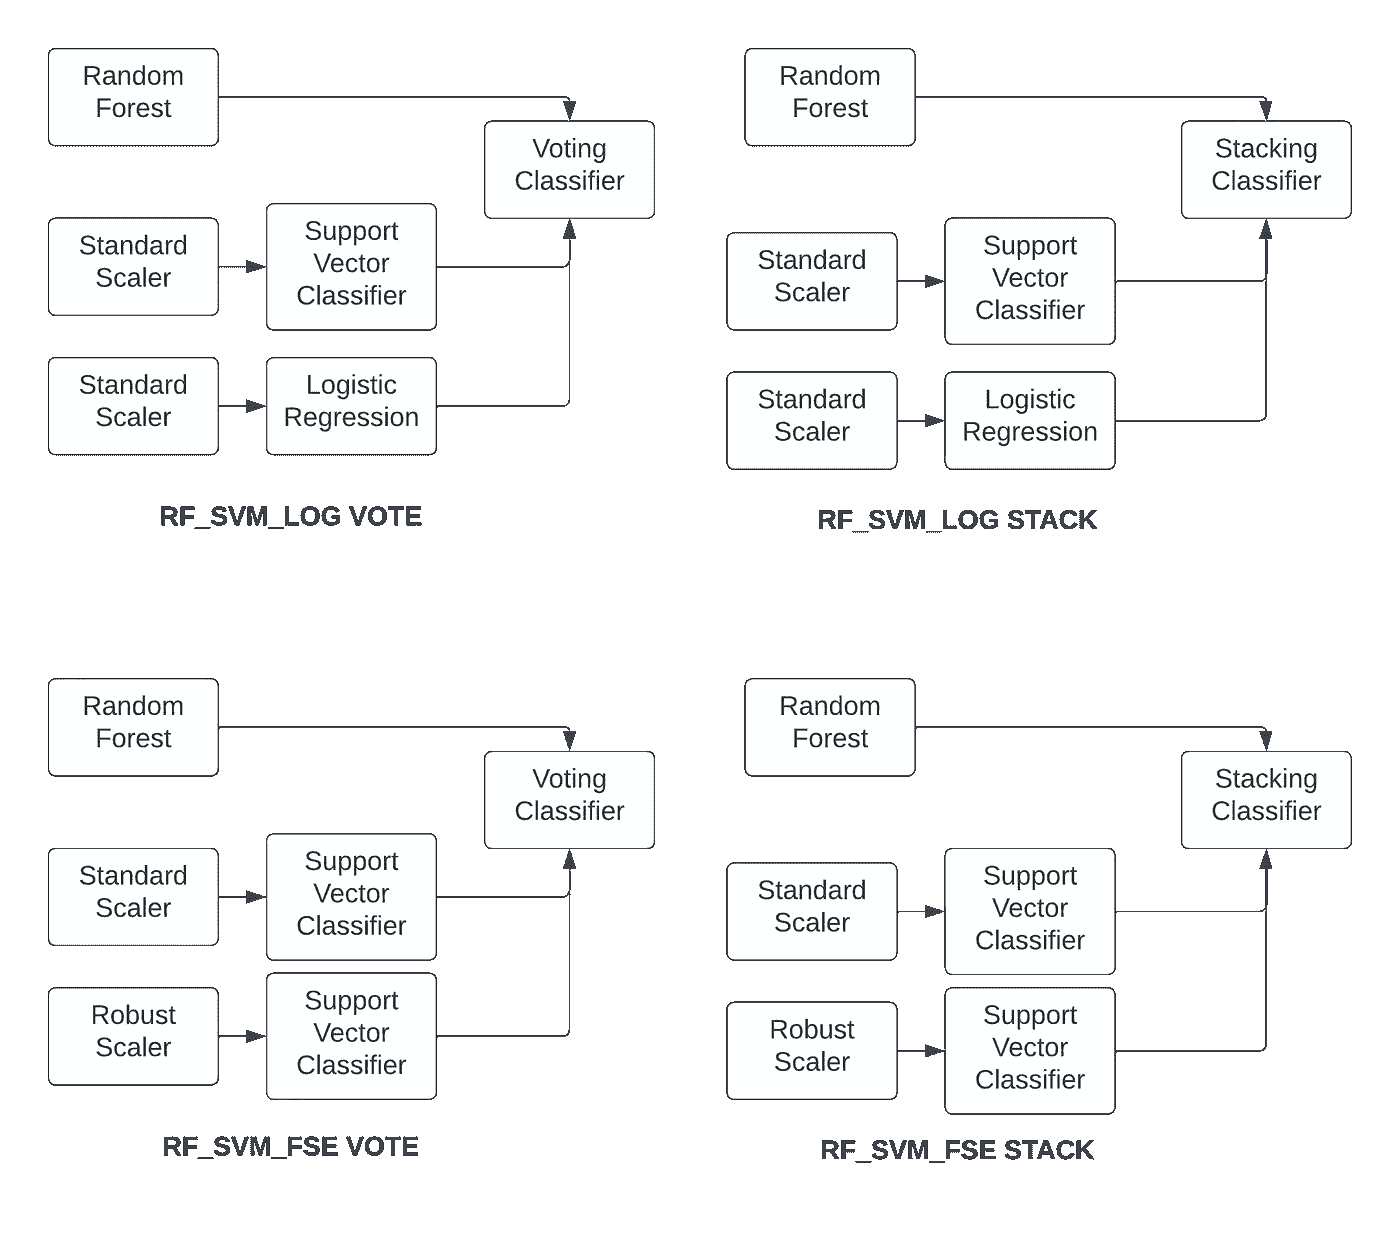 Random
Forest
Voting
Classifier
Standard
Scaler
Support
Vector
Classifier
Standard
Scaler
Logistic
Regression
RF_SVM_LOG VOTE
Random
Forest
Stacking
Classifier
Standard
Scaler
Support
Vector
Classifier
Standard
Scaler
Logistic
Regression
RF_SVM_LOG STACK
Random
Forest
Voting
Classifier
Standard
Scaler
Support
Vector
Classifier
Robust
Scaler
Support
Vector
Classifier
RF_SVM_FSE VOTE
Random
Forest
Stacking
Classifier
Standard
Scaler
Support
Vector
Classifier
Robust
Scaler
Support
Vector
Classifier
RF_SVM_FSE STACK